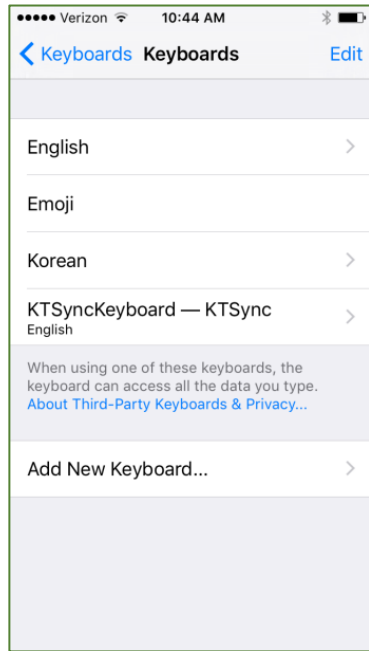 Verizon 10:44 AM
Keyboards Keyboards Edit
English
Emoji
Korean
KTSyncKeyboard — KTSync
English
When using one of these keyboards, the
keyboard can access all the data you type.
About Third-Party Keyboards & Privacy...
Add New Keyboard...